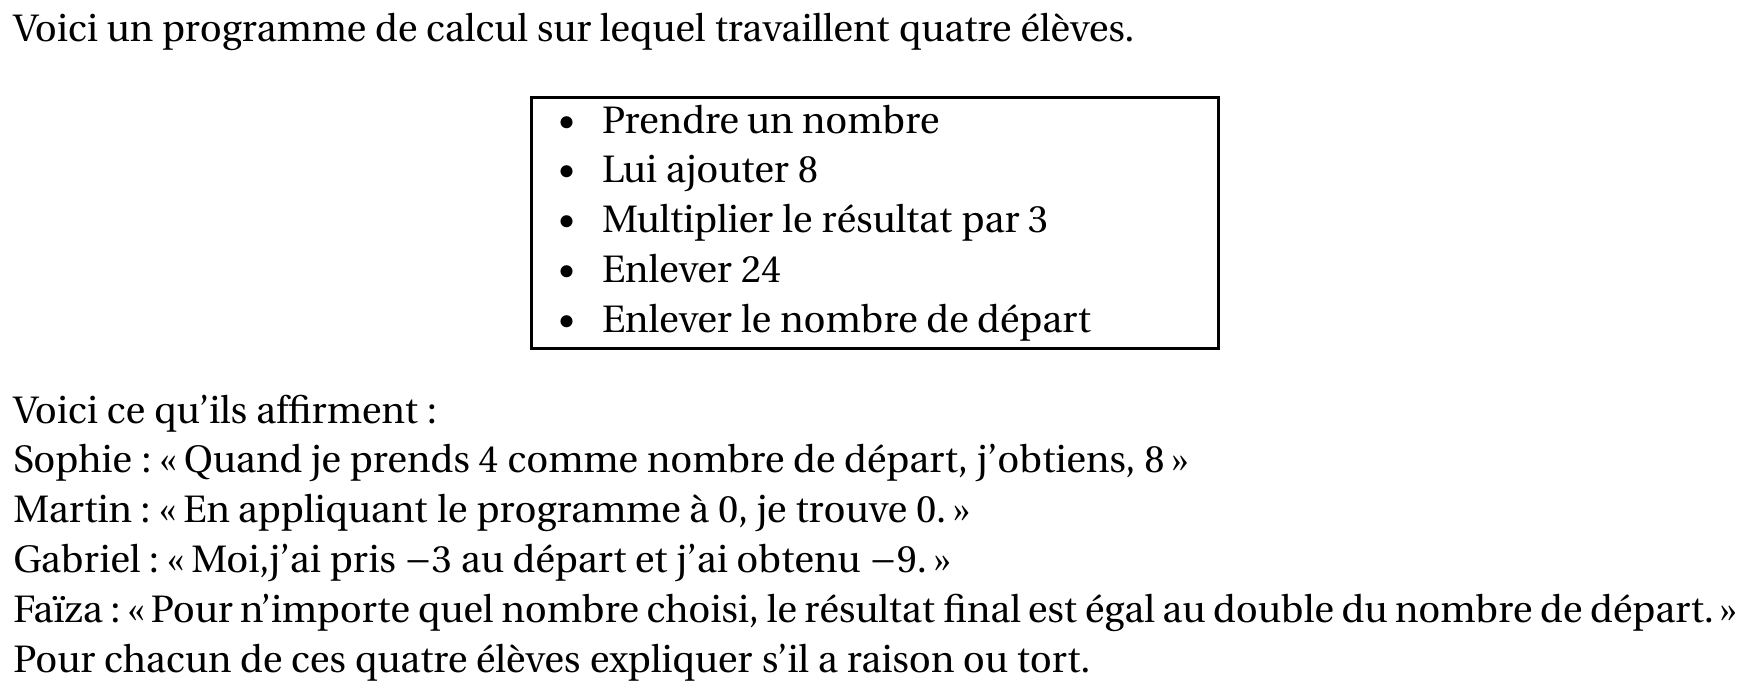 Voici un programme de calcul sur lequel travaillent quatre élèves.
• Prendre un nombre
• Lui ajouter 8
• Multiplier le résultat par 3
• Enlever 24
• Enlever le nombre de départ
Voici ce qu’ils affirment :
Sophie : « Quand je prends 4 comme nombre de départ, j’obtiens, 8 »
Martin : « En appliquant le programme à 0, je trouve 0. »
Gabriel : « Moi,j’ai pris −3 au départ et j’ai obtenu −9. »
Faïza : « Pour n’importe quel nombre choisi, le résultat final est égal au double du nombre de départ. »
Pour chacun de ces quatre élèves expliquer s’il a raison ou tort.